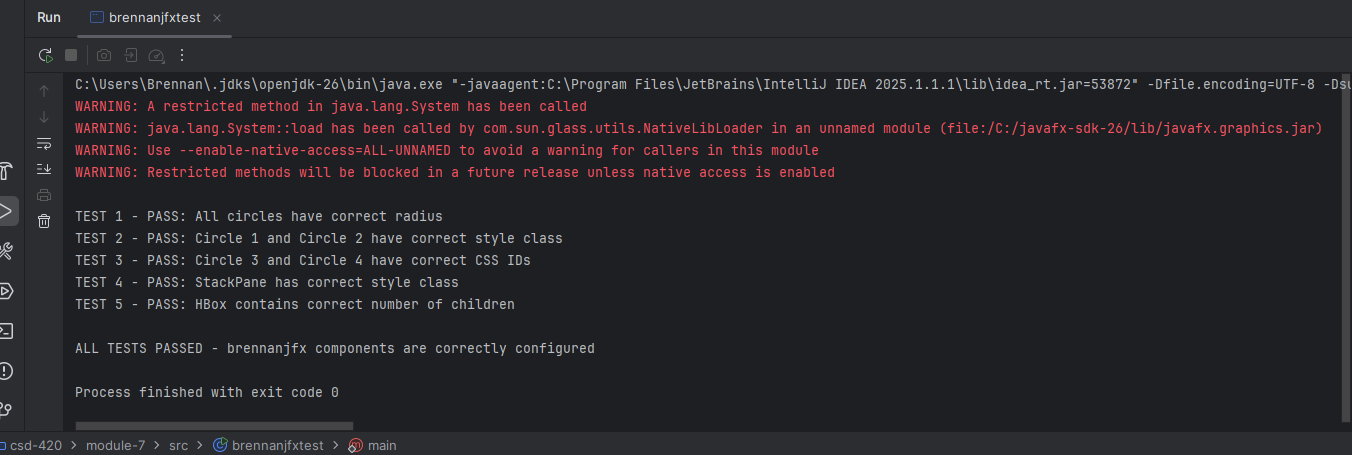 Run
brennanjfxtest
C:\Users\Brennan\.jdks\openjdk-26\bin\java.exe "-javaagent:C:\Program Files\JetBrains\IntelliJ IDEA 2025.1.1.1\lib\idea_rt.jar=53872" -Dfile.encoding=UTF-8 -Dsu
WARNING: A restricted method in java.lang.System has been called
WARNING: java.lang.System::load has been called by com.sun.glass.utils.NativeLibLoader in an unnamed module (file:/C:/javafx-sdk-26/lib/javafx.graphics.jar)
WARNING: Use --enable-native-access=ALL-UNNAMED to avoid a warning for callers in this module
WARNING: Restricted methods will be blocked in a future release unless native access is enabled
TEST 1 - PASS: All circles have correct radius
TEST 2 - PASS: Circle 1 and Circle 2 have correct style class
TEST 3 - PASS: Circle 3 and Circle 4 have correct CSS IDs
TEST 4 - PASS: StackPane has correct style class
TEST 5 - PASS: HBox contains correct number of children
ALL TESTS PASSED - brennanjfx components are correctly configured
Process finished with exit code 0
csd-420 > module-7 > src > brennanjfxtest > main